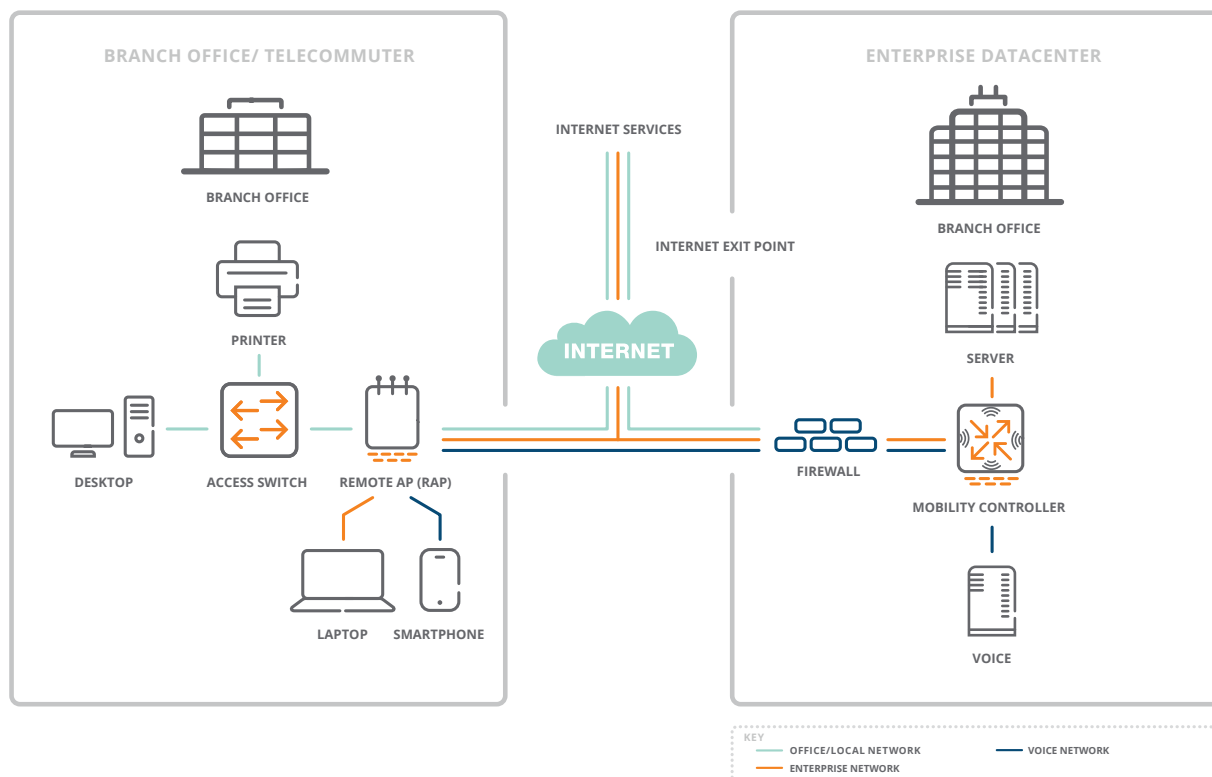 BRANCH OFFICE/ TELECOMMUTER
BRANCH OFFICE
PRINTER
DESKTOP
ACCESS SWITCH
REMOTE AP (RAP)
LAPTOP
SMARTPHONE
INTERNET SERVICES
INTERNET EXIT POINT
INTERNET
ENTERPRISE DATACENTER
BRANCH OFFICE
SERVER
FIREWALL
MOBILITY CONTROLLER
VOICE
KEY
OFFICE/LOCAL NETWORK
VOICE NETWORK
ENTERPRISE NETWORK